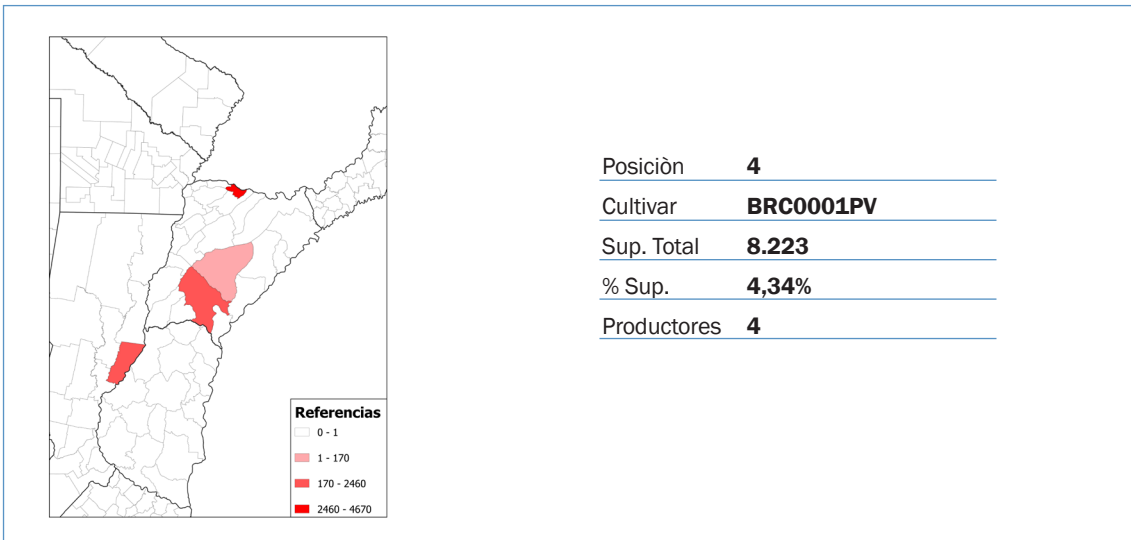 Referencias
0 - 1
1 - 170
170 - 2460
2460 - 4670
Posiciòn 4
Cultivar BRC0001PV
Sup. Total 8.223
% Sup. 4,34%
Productores 4